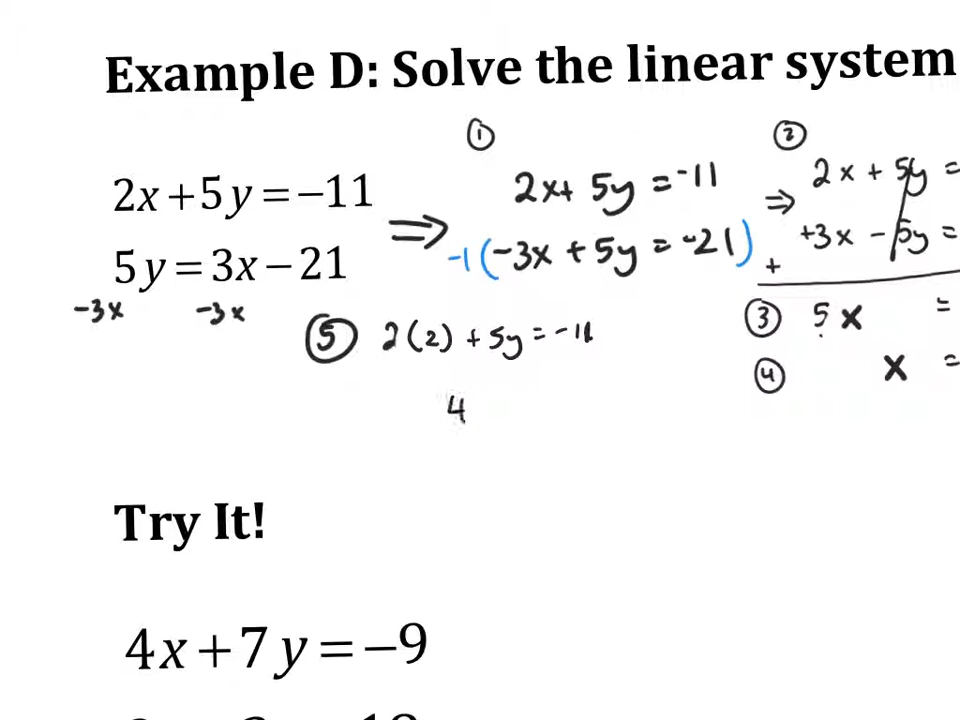 Example D: Solve the linear system
① ②
2x + 5y = −11
5y = 3x − 21
−3x −3x
⇒ 2x + 5y = −11
−1(−3x + 5y = −21)
⇒ 2x + 5y =
+3x − 5y =
+
③ 5x =
④ x =
⑤ 2(2) + 5y = −11
4
Try It!
4x + 7y = −9